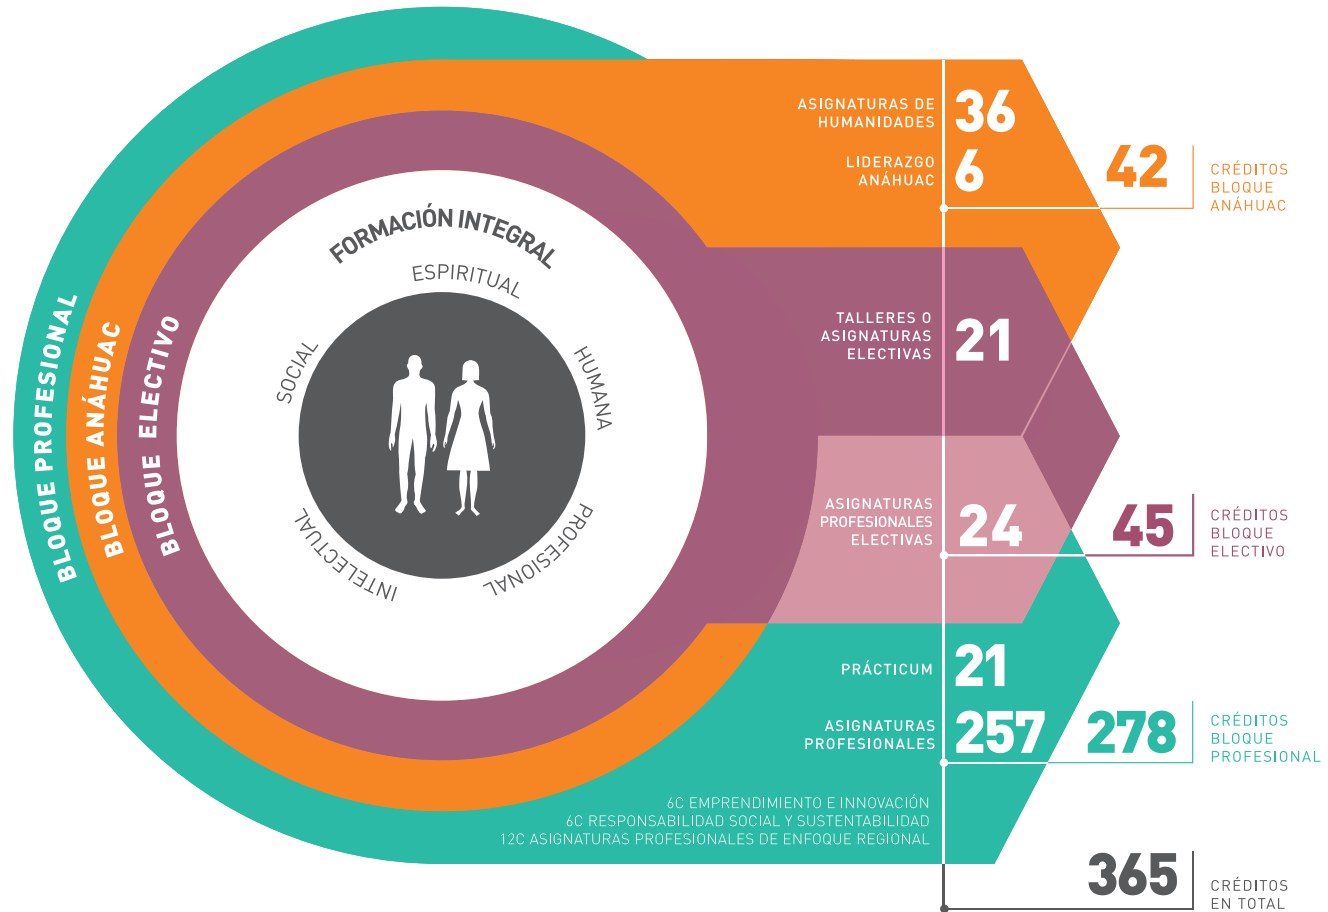 BLOQUE PROFESIONAL
BLOQUE ANÁHUAC
BLOQUE ELECTIVO
FORMACIÓN INTEGRAL
ESPIRITUAL
SOCIAL
HUMANA
INTELECTUAL
PROFESIONAL
ASIGNATURAS DE
HUMANIDADES
36
LIDERAZGO
ANÁHUAC
6
42
CRÉDITOS
BLOQUE
ANÁHUAC
TALLERES O
ASIGNATURAS
ELECTIVAS
21
ASIGNATURAS
PROFESIONALES
ELECTIVAS
24
45
CRÉDITOS
BLOQUE
ELECTIVO
PRÁCTICUM
21
ASIGNATURAS
PROFESIONALES
257
278
CRÉDITOS
BLOQUE
PROFESIONAL
6C EMPRENDIMIENTO E INNOVACIÓN
6C RESPONSABILIDAD SOCIAL Y SUSTENTABILIDAD
12C ASIGNATURAS PROFESIONALES DE ENFOQUE REGIONAL
365
CRÉDITOS
EN TOTAL